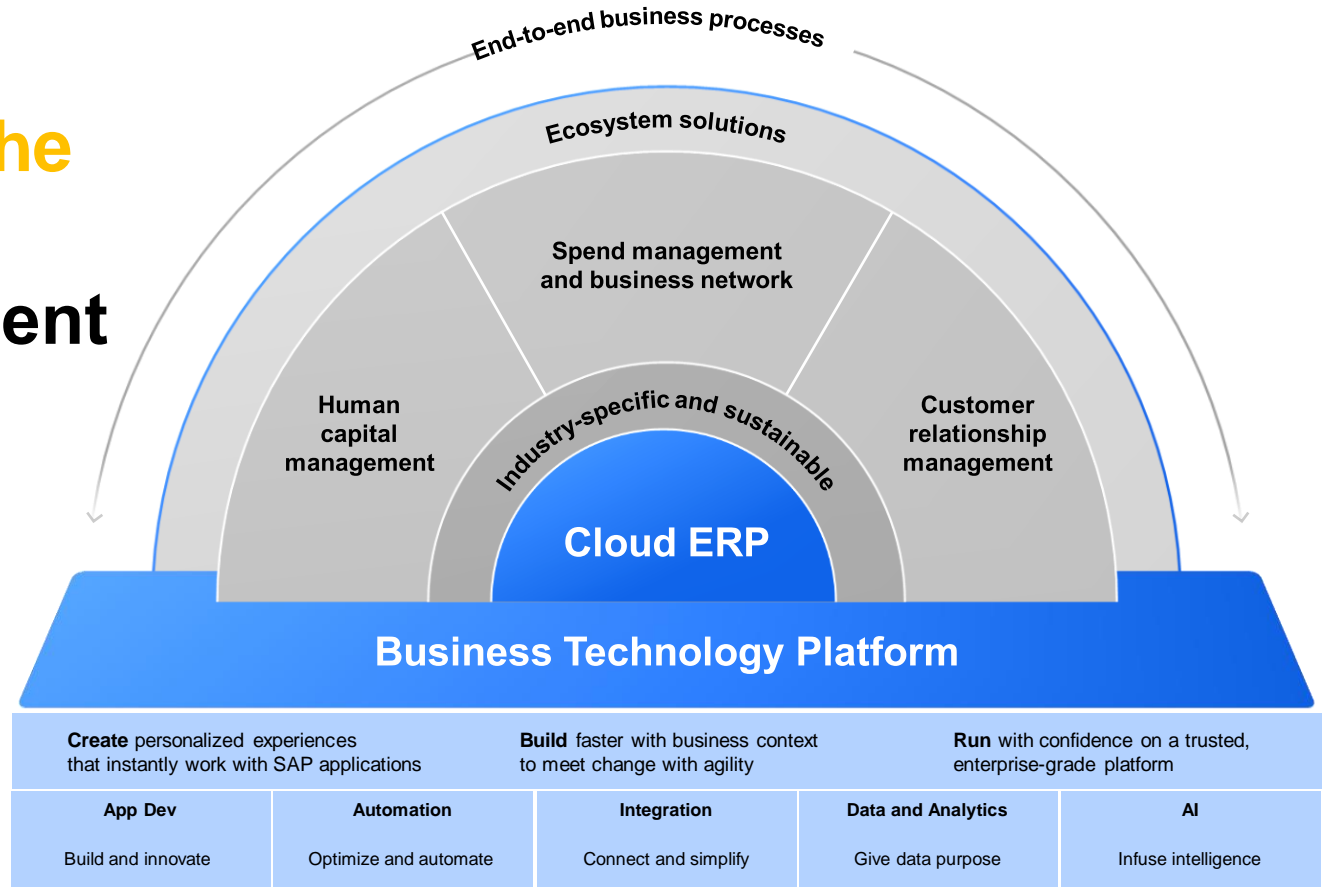 End-to-end business processes
he
Ecosystem solutions
Spend management
and business network
ent
Human
capital
management
Industry-specific and sustainable
Customer
relationship
management
Cloud ERP
Business Technology Platform
Create personalized experiences
that instantly work with SAP applications
Build faster with business context
to meet change with agility
Run with confidence on a trusted,
enterprise-grade platform
App Dev
Automation
Integration
Data and Analytics
AI
Build and innovate
Optimize and automate
Connect and simplify
Give data purpose
Infuse intelligence